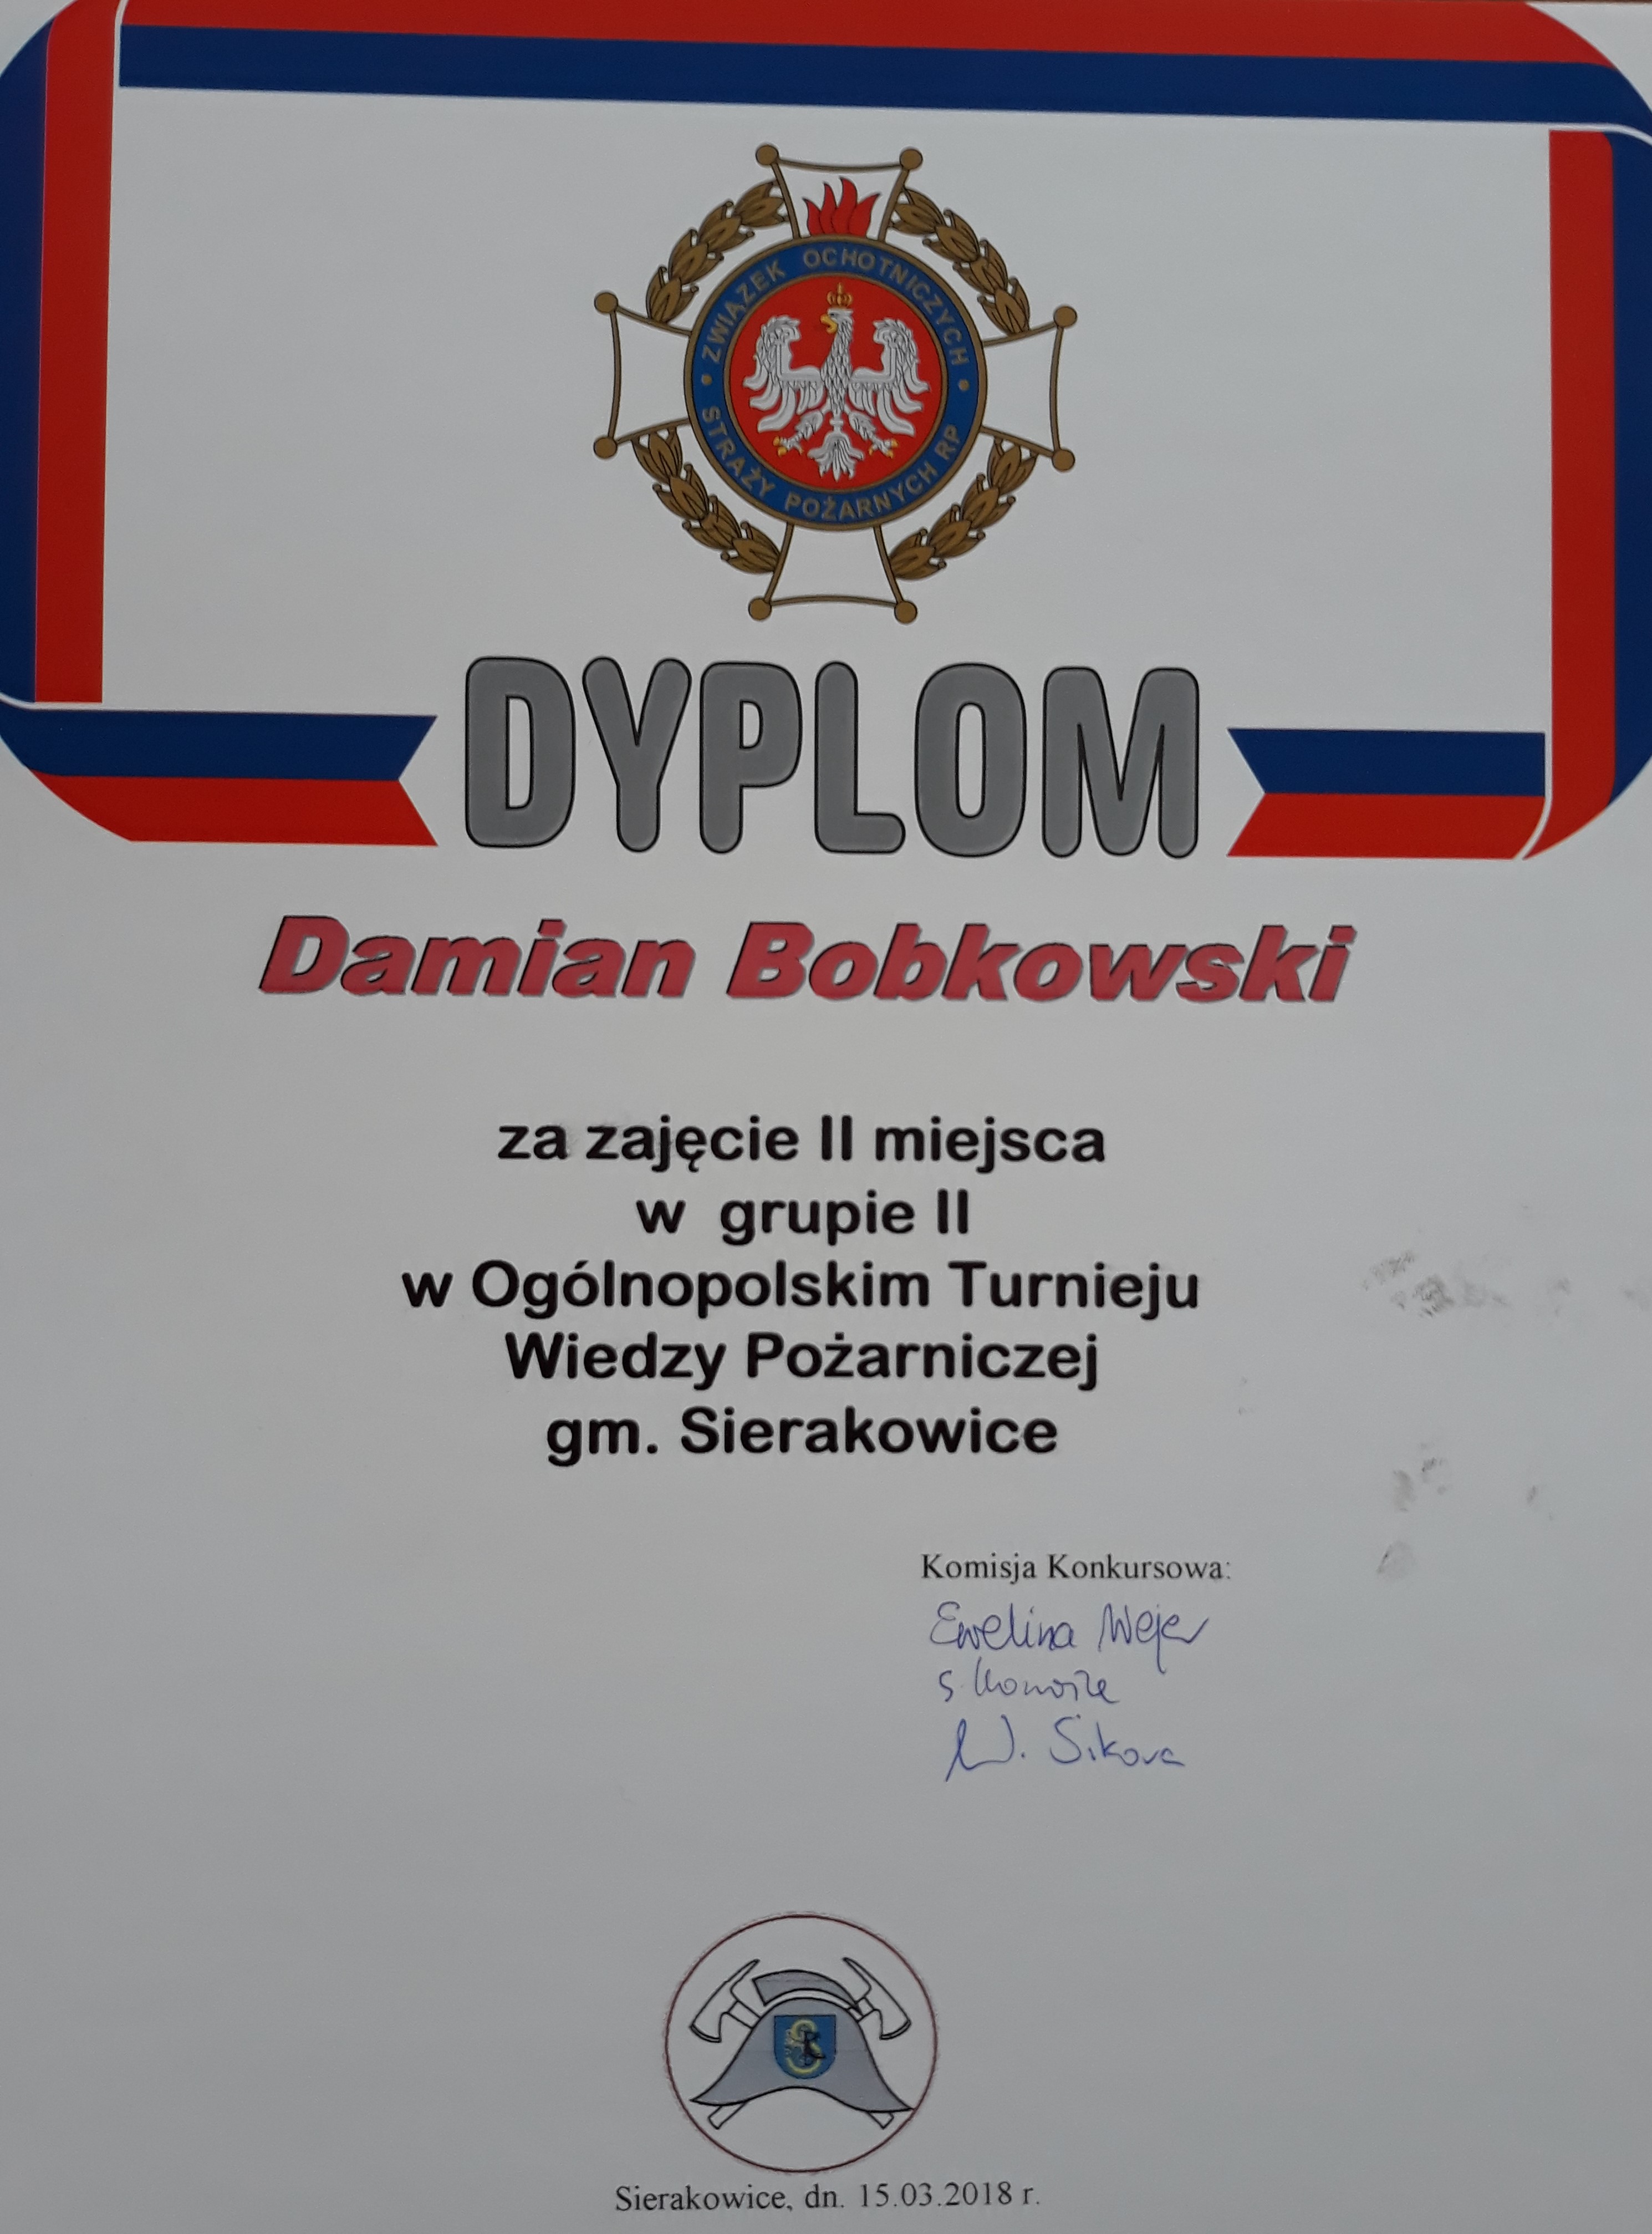 ZWIĄZEK OCHOTNICZYCH
STRAŻY POŻARNYCH RP
DYPLOM
Damian Bobkowski
za zajęcie II miejsca
w grupie II
w Ogólnopolskim Turnieju
Wiedzy Pożarniczej
gm. Sierakowice
Komisja Konkursowa:
Ewelina Wejer
S.
W. Sikora
Sierakowice, dn. 15.03.2018 r.